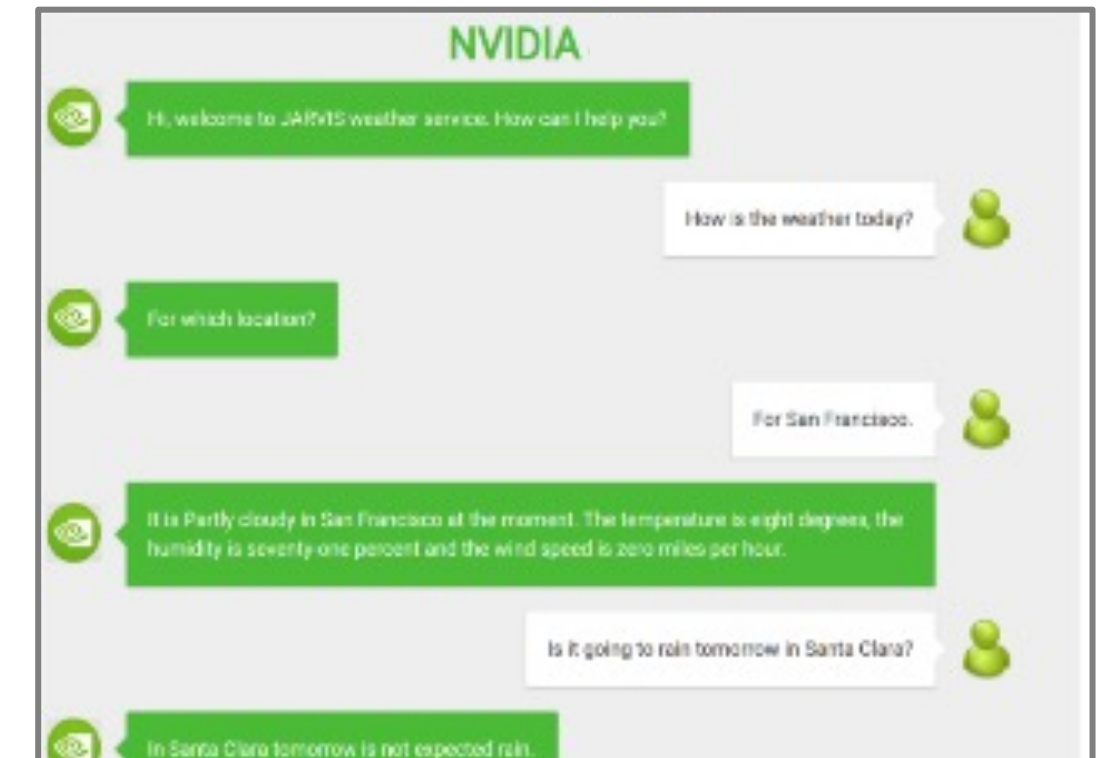 NVIDIA
Hi, welcome to JARVIS weather service. How can I help you?
How is the weather today?
For which location?
For San Francisco.
It is Partly cloudy in San Francisco at the moment. The temperature is eight degrees, the
humidity is seventy one percent and the wind speed is zero miles per hour.
Is it going to rain tomorrow in Santa Clara?
In Santa Clara tomorrow is not expected rain.